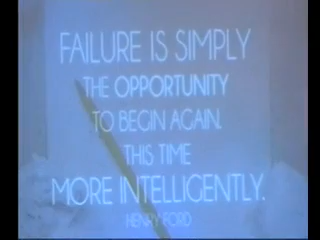 FAILURE IS SIMPLY
THE OPPORTUNITY
TO BEGIN AGAIN.
THIS TIME
MORE INTELLIGENTLY.
HENRY FORD